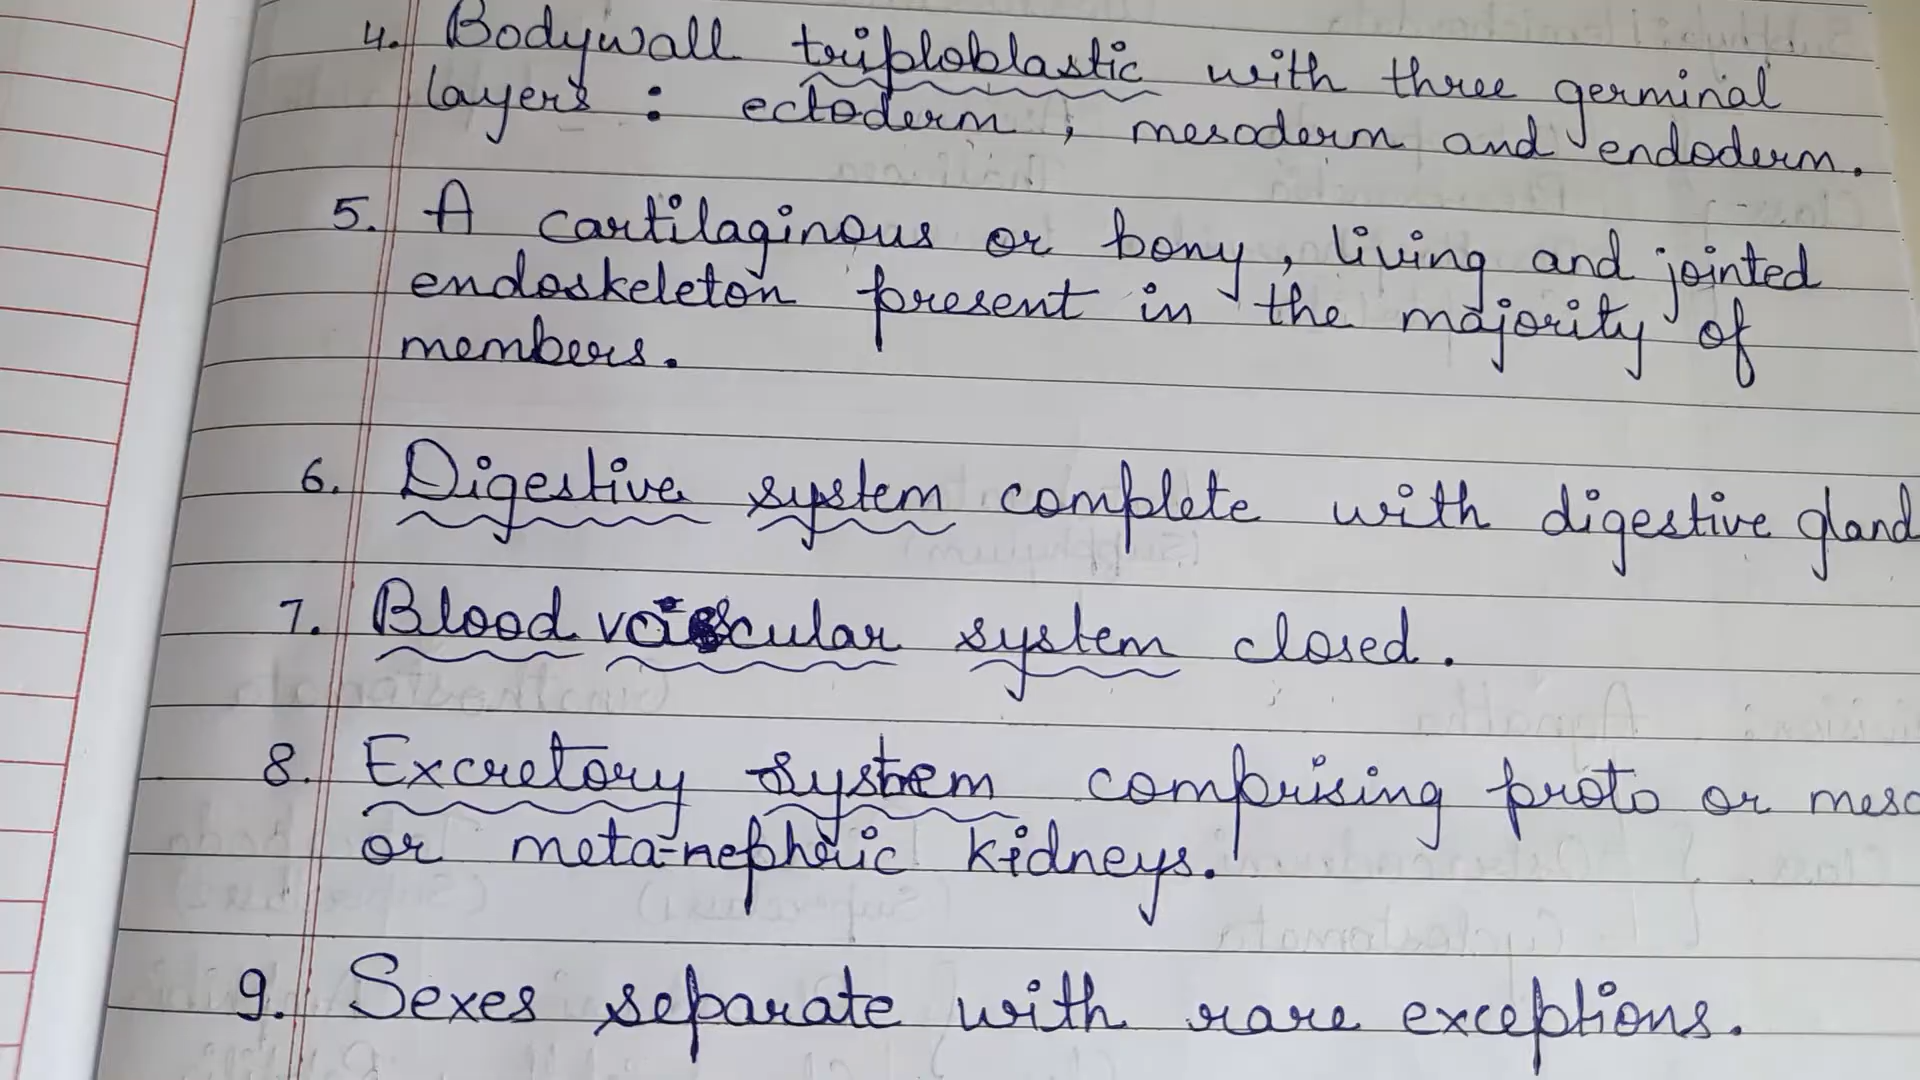 4. Bodywall triploblastic with three germinal
layers : ectoderm, mesoderm and endoderm.
5. A cartilaginous or bony, living and jointed
endoskeleton present in the majority of
members.
6. Digestive system complete with digestive gland
7. Blood vascular system closed.
8. Excretory system comprising proto or meso
or meta-nephric kidneys.
9. Sexes separate with rare exceptions.